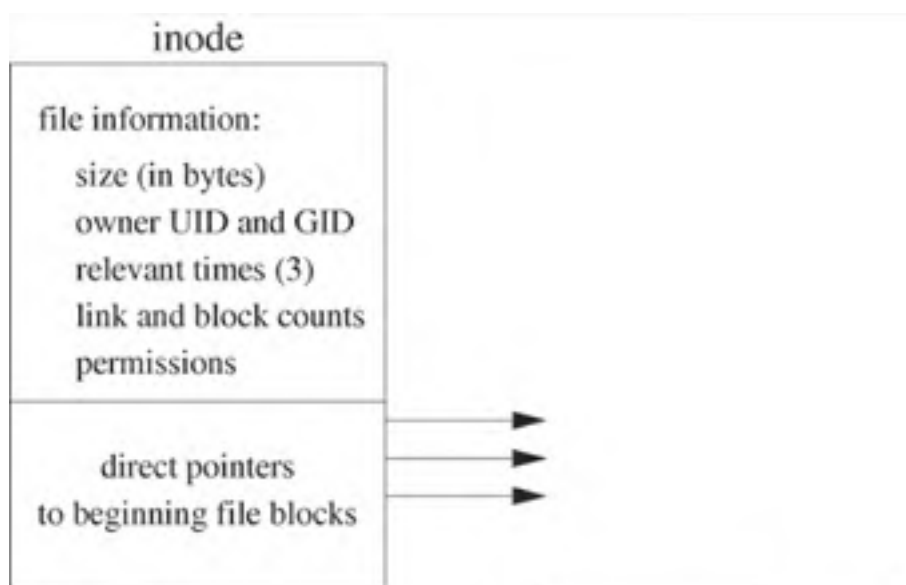 inode
file information:
size (in bytes)
owner UID and GID
relevant times (3)
link and block counts
permissions
direct pointers
to beginning file blocks